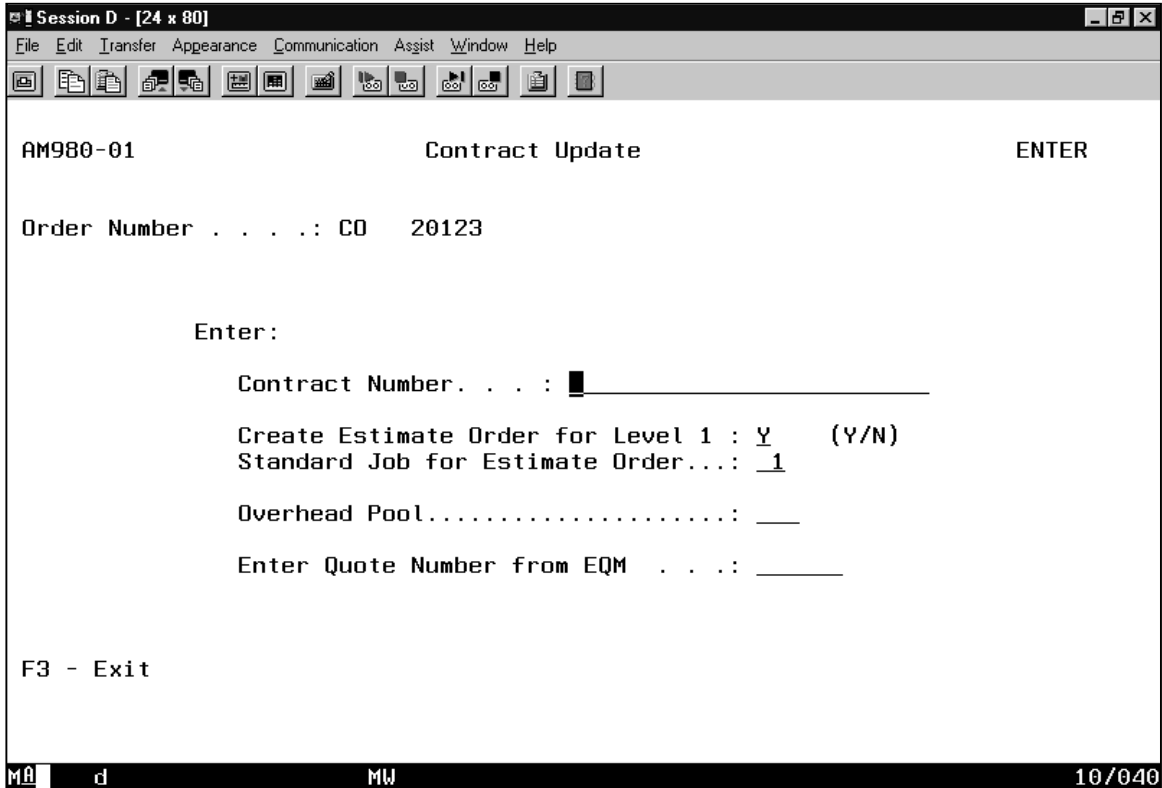 Session D - [24 x 80]
File Edit Transfer Appearance Communication Assist Window Help
AM980-01 Contract Update ENTER
Order Number . . . .: CO 20123
Enter:
Contract Number. . . :
Create Estimate Order for Level 1 : Y (Y/N)
Standard Job for Estimate Order...: 1
Overhead Pool.....................: ___
Enter Quote Number from EQM . . .: ______
F3 - Exit
MA d MW 10/040